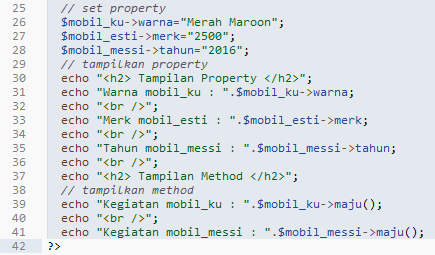 25 // set property
26 $mobil_ku->warna="Merah Maroon";
27 $mobil_esti->merk="2500";
28 $mobil_messi->tahun="2016";
29 // tampilkan property
30 echo "<h2> Tampilan Property </h2>";
31 echo "Warna mobil_ku : ".$mobil_ku->warna;
32 echo "<br />";
33 echo "Merk mobil_esti : ".$mobil_esti->merk;
34 echo "<br />";
35 echo "Tahun mobil_messi : ".$mobil_messi->tahun;
36 echo "<br />";
37 echo "<h2> Tampilan Method </h2>";
38 // tampilkan method
39 echo "Kegiatan mobil_ku : ".$mobil_ku->maju();
40 echo "<br />";
41 echo "Kegiatan mobil_messi : ".$mobil_messi->maju();
42 ?>